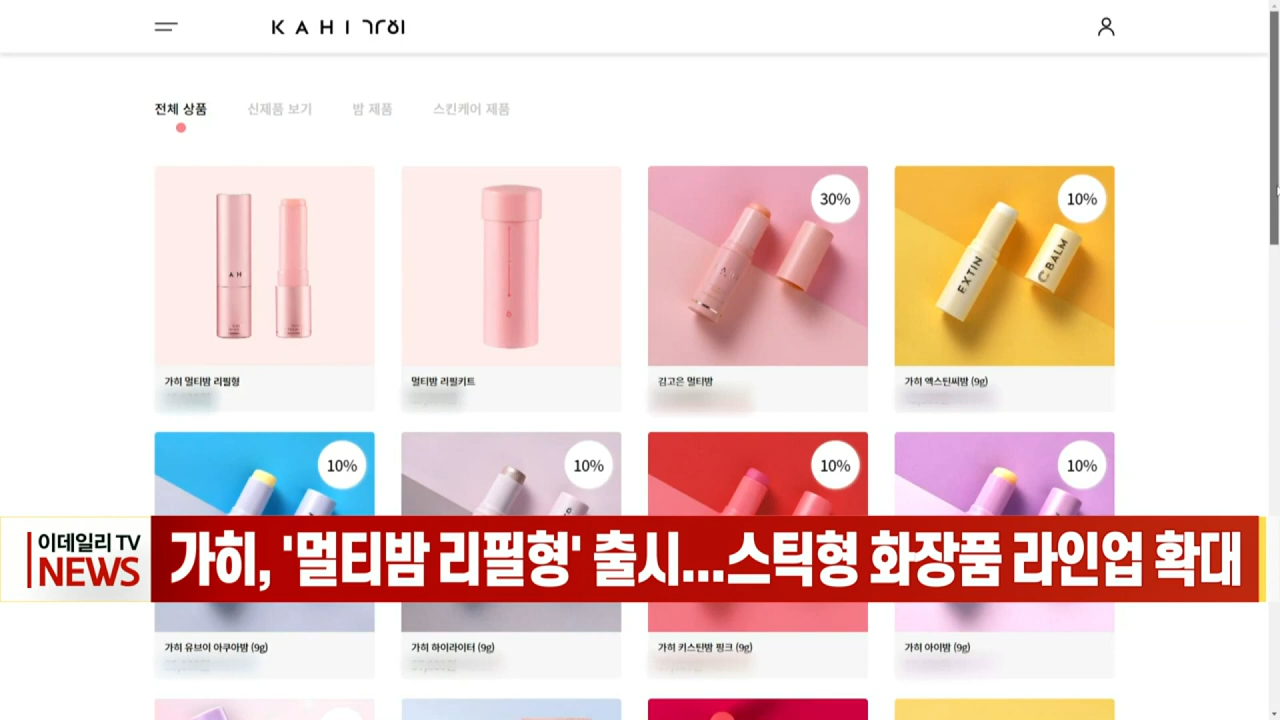 KAHI 가히
전체 상품 신제품 보기 밤 제품 스킨케어 제품
30%
10%
AH
EXTIN
C BALM
가히 멀티밤 리필형
멀티밤 리필키트
김고은 멀티밤
가히 엑스틴씨밤 (9g)
10%
10%
10%
10%
이데일리 TV
NEWS
가히, '멀티밤 리필형' 출시...스틱형 화장품 라인업 확대
가히 유브이 아쿠아밤 (9g)
가히 하이라이터 (9g)
가히 키스틴밤 핑크 (9g)
가히 아이밤 (9g)